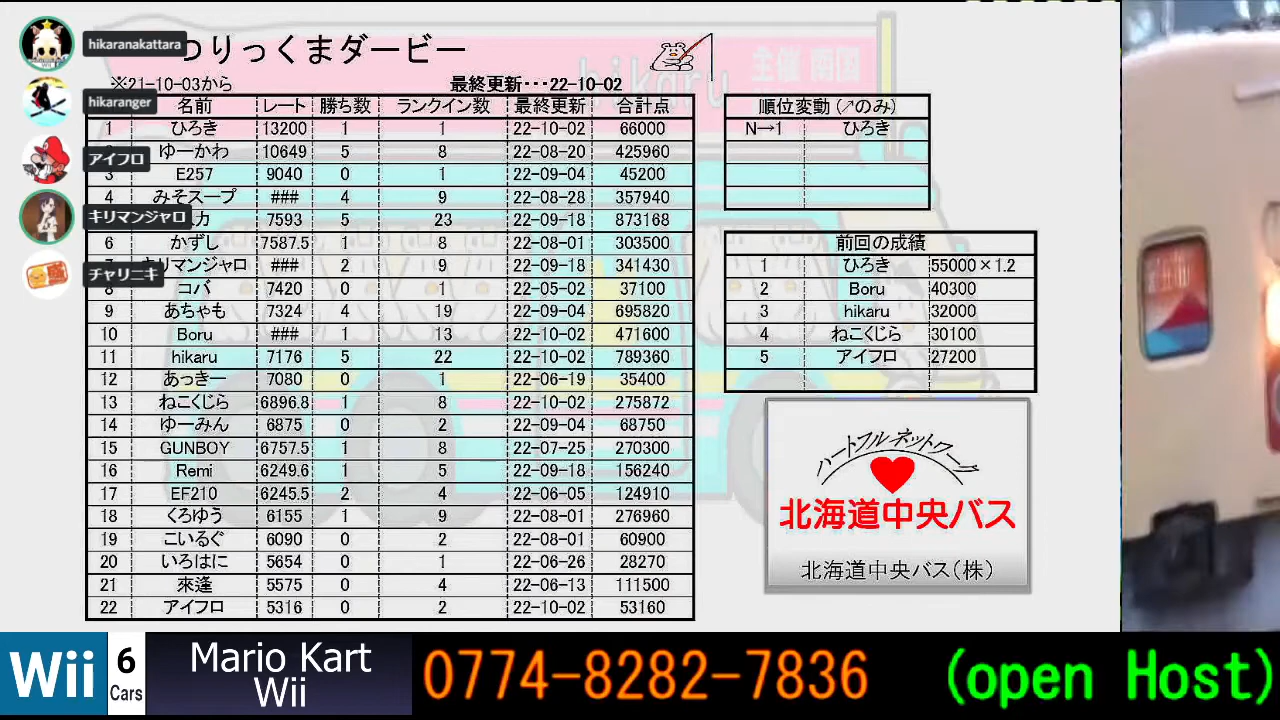 つりっくまダービー
※21-10-03から
最終更新･･･22-10-02
hikaranakattara
hikaranger
アイフロ
キリマンジャロ
チャリニキ
名前 レート 勝ち数 ランクイン数 最終更新 合計点
1 ひろき 13200 1 1 22-10-02 66000
ゆーかわ 10649 5 8 22-08-20 425960
3 E257 9040 0 1 22-09-04 45200
4 みそスープ ### 4 9 22-08-28 357940
力 7593 5 23 22-09-18 873168
6 かずし 7587.5 1 8 22-08-01 303500
キリマンジャロ ### 2 9 22-09-18 341430
8 コバ 7420 0 1 22-05-02 37100
9 あちゃも 7324 4 19 22-09-04 695820
10 Boru ### 1 13 22-10-02 471600
11 hikaru 7176 5 22 22-10-02 789360
12 あっきー 7080 0 1 22-06-19 35400
13 ねこくじら 6896.8 1 8 22-10-02 275872
14 ゆーみん 6875 0 2 22-09-04 68750
15 GUNBOY 6757.5 1 8 22-07-25 270300
16 Remi 6249.6 1 5 22-09-18 156240
17 EF210 6245.5 2 4 22-06-05 124910
18 くろゆう 6155 1 9 22-08-01 276960
19 こいるぐ 6090 0 2 22-08-01 60900
20 いろはに 5654 0 1 22-06-26 28270
21 來逢 5575 0 4 22-06-13 111500
22 アイフロ 5316 0 2 22-10-02 53160
主催 南国
hikaru
順位変動（↗のみ）
N→1 ひろき
前回の成績
1 ひろき 55000×1.2
2 Boru 40300
3 hikaru 32000
4 ねこくじら 30100
5 アイフロ 27200
ハートフルネットワーク
北海道中央バス
北海道中央バス（株）
Wii
6
Cars
Mario Kart
Wii
0774-8282-7836
(open Host)